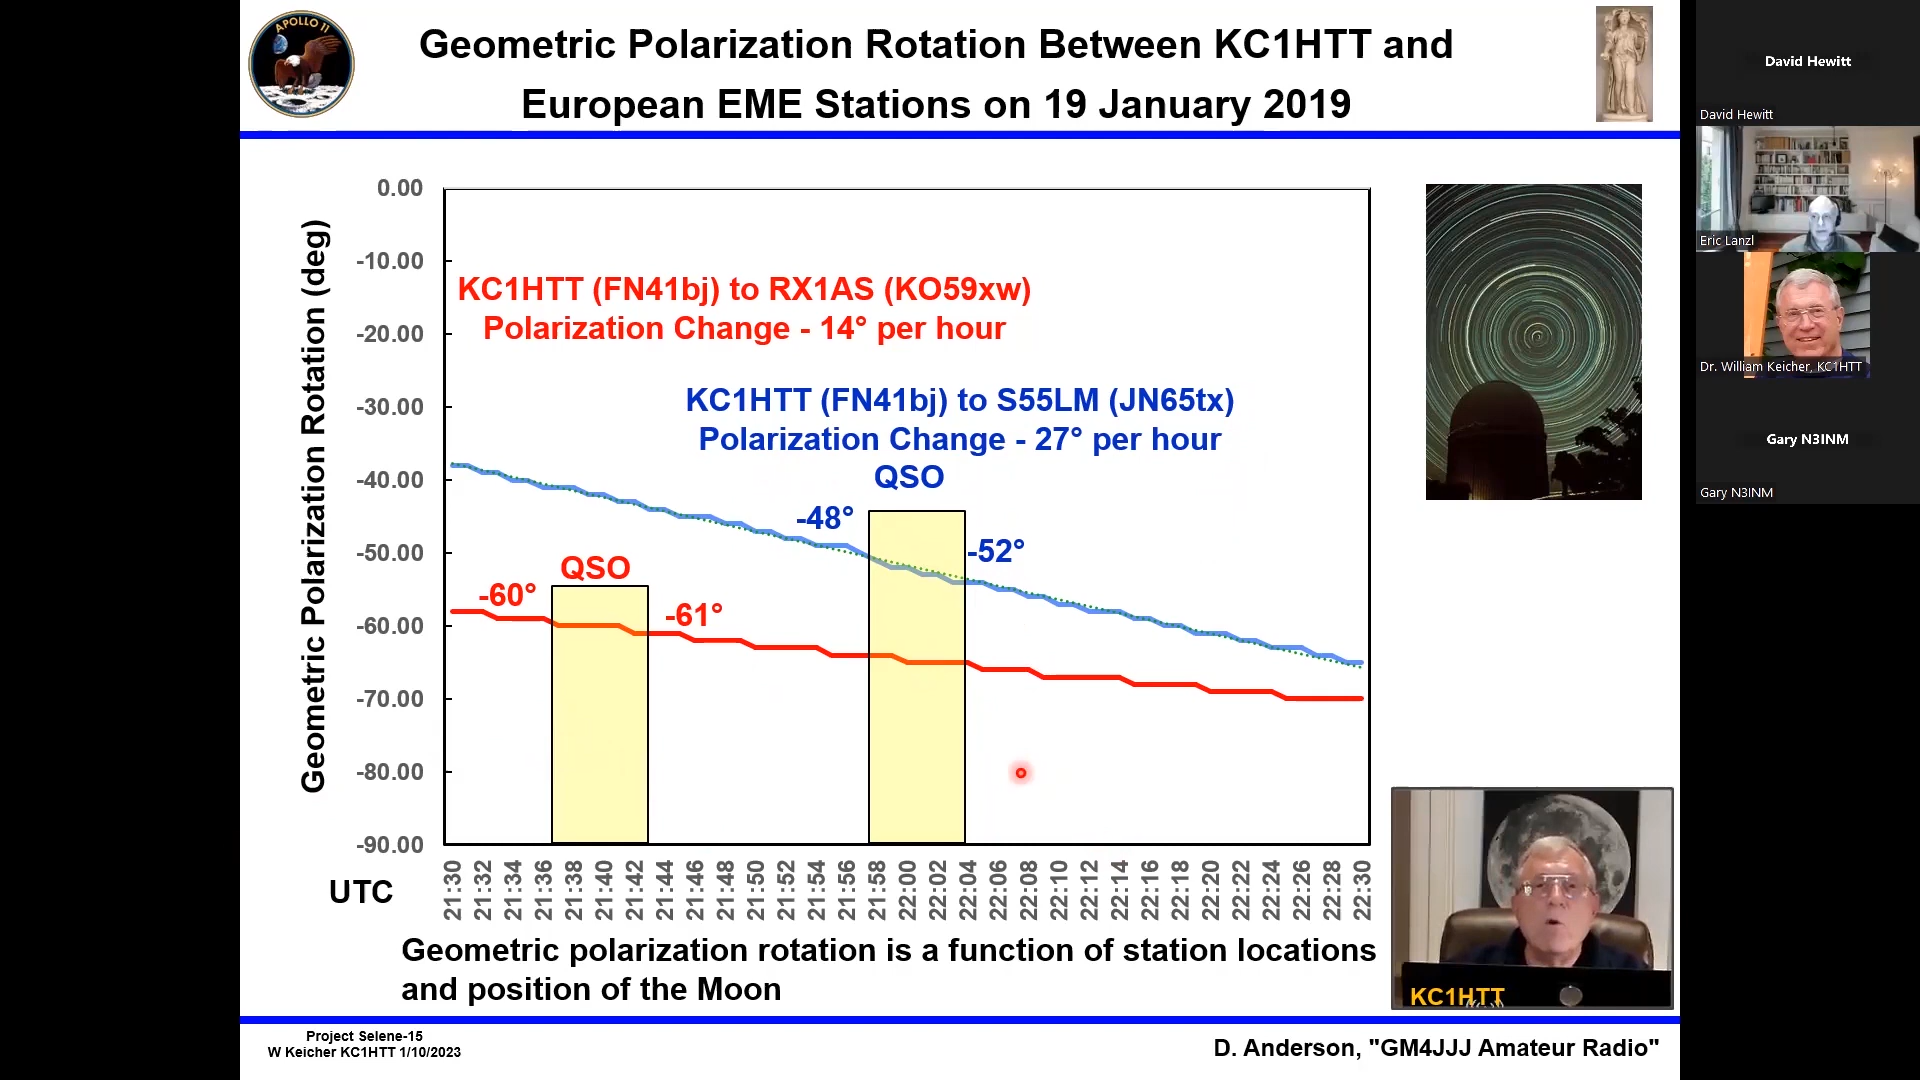 APOLLO 11
Geometric Polarization Rotation Between KC1HTT and
European EME Stations on 19 January 2019
Geometric Polarization Rotation (deg)
0.00
-10.00
-20.00
-30.00
-40.00
-50.00
-60.00
-70.00
-80.00
-90.00
KC1HTT (FN41bj) to RX1AS (KO59xw)
Polarization Change - 14° per hour
KC1HTT (FN41bj) to S55LM (JN65tx)
Polarization Change - 27° per hour
QSO
-48°
-52°
QSO
-60°
-61°
UTC
21:30
21:32
21:34
21:36
21:38
21:40
21:42
21:44
21:46
21:48
21:50
21:52
21:54
21:56
21:58
22:00
22:02
22:04
22:06
22:08
22:10
22:12
22:14
22:16
22:18
22:20
22:22
22:24
22:26
22:28
22:30
Geometric polarization rotation is a function of station locations
and position of the Moon
KC1HTT
Project Selene-15
W Keicher KC1HTT 1/10/2023
D. Anderson, "GM4JJJ Amateur Radio"
David Hewitt
David Hewitt
Eric Lanzl
Dr. William Keicher, KC1HTT
Gary N3INM
Gary N3INM